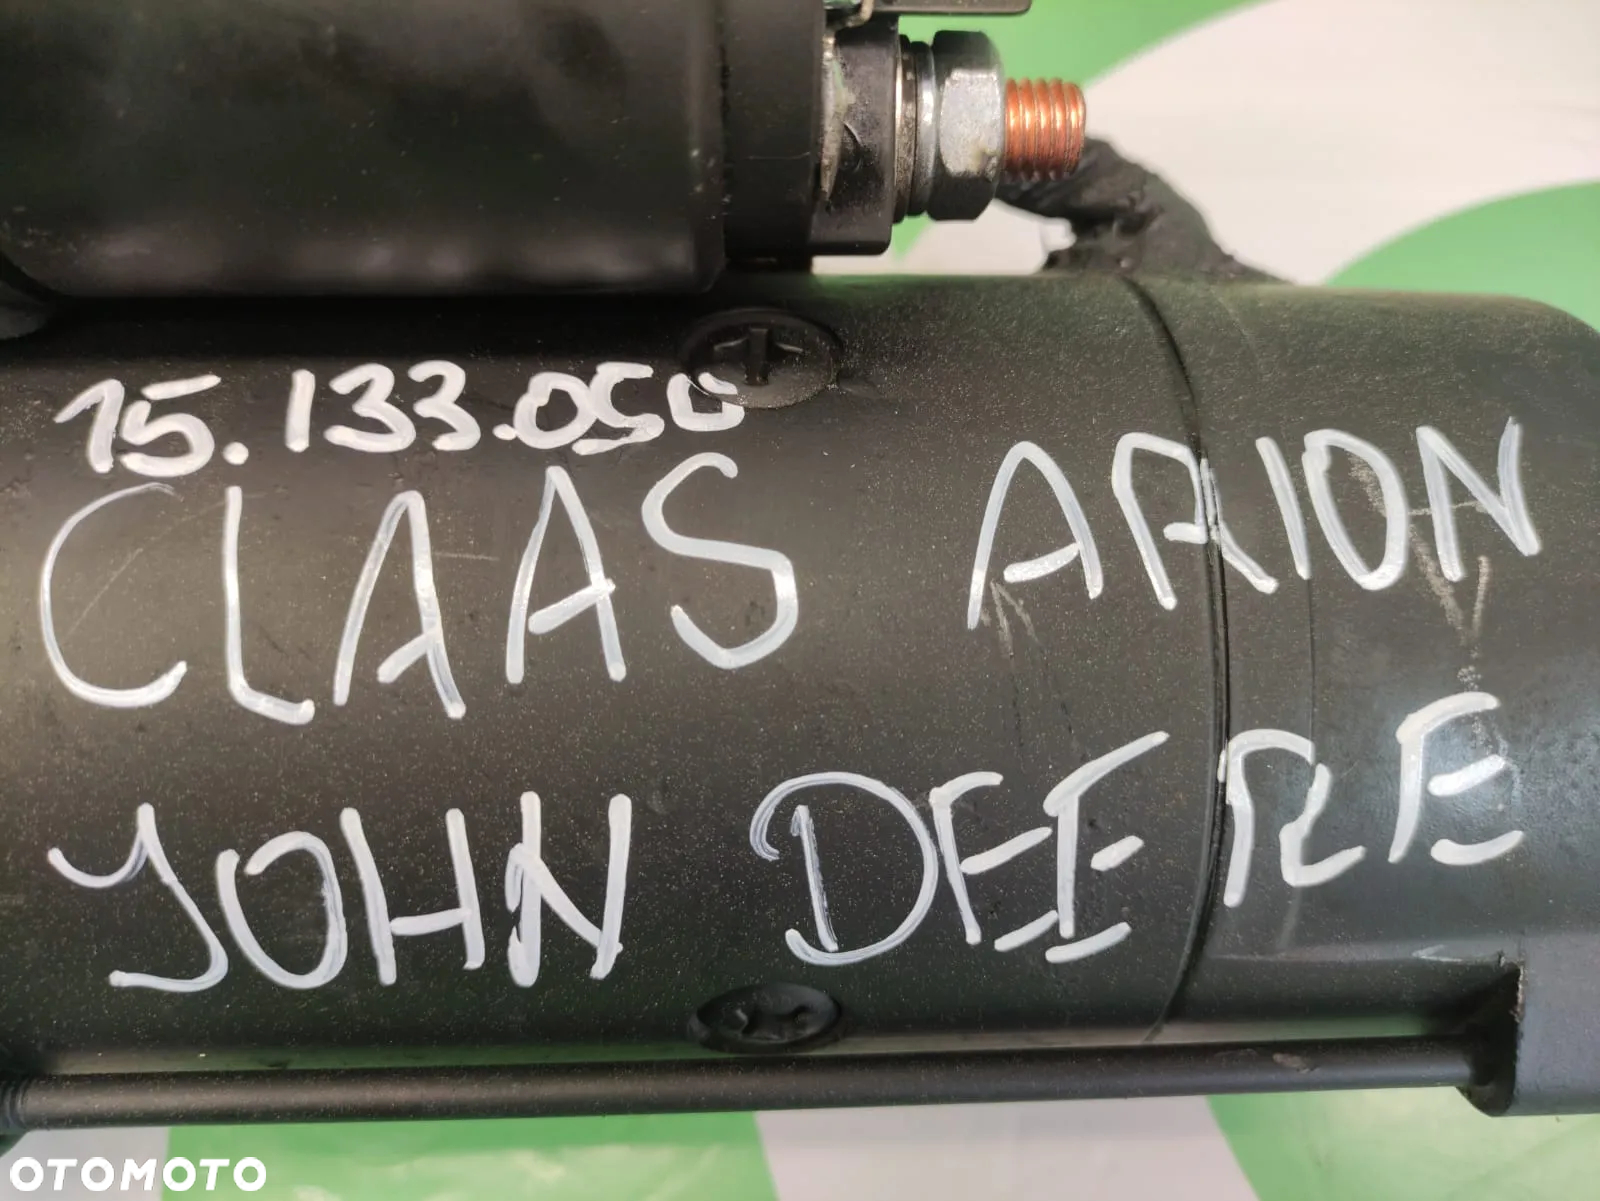 15.133.050
CLAAS ARION
JOHN DEERE
OTOMOTO